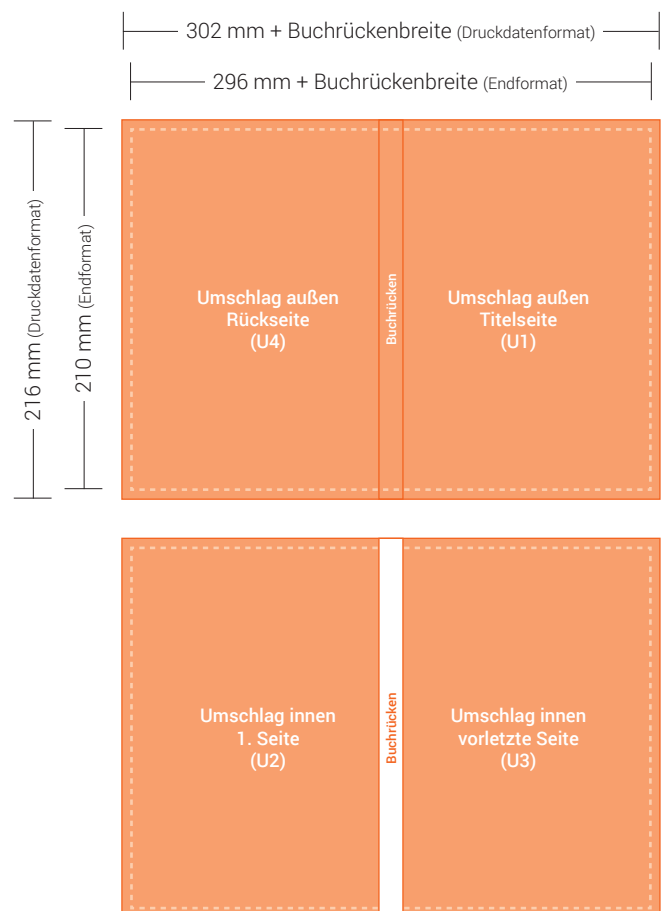 302 mm + Buchrückenbreite (Druckdatenformat)
296 mm + Buchrückenbreite (Endformat)
216 mm (Druckdatenformat)
210 mm (Endformat)
Umschlag außen
Rückseite
(U4)
Buchrücken
Umschlag außen
Titelseite
(U1)
Umschlag innen
1. Seite
(U2)
Buchrücken
Umschlag innen
vorletzte Seite
(U3)